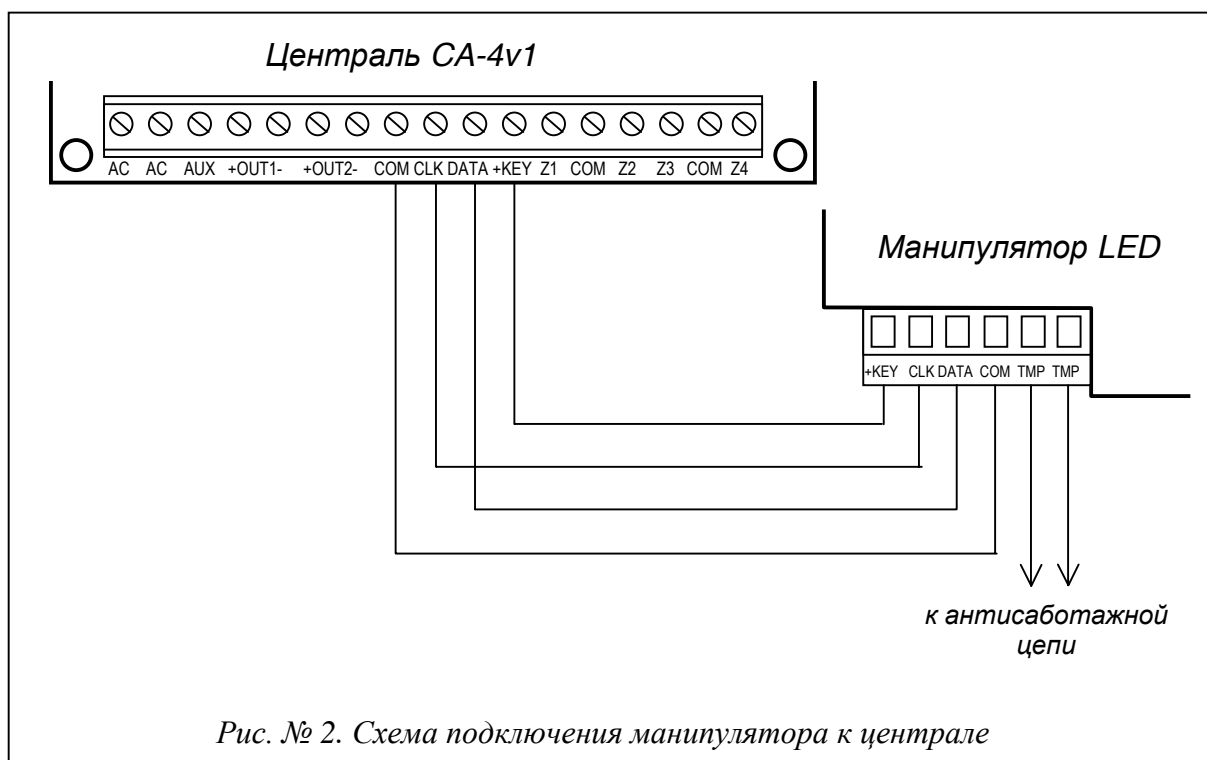 Централь CA-4v1
AC AC AUX +OUT1- +OUT2- COM CLK DATA +KEY Z1 COM Z2 Z3 COM Z4
Манипулятор LED
+KEY CLK DATA COM TMP TMP
к антисаботажной
цепи
Рис. № 2. Схема подключения манипулятора к централе